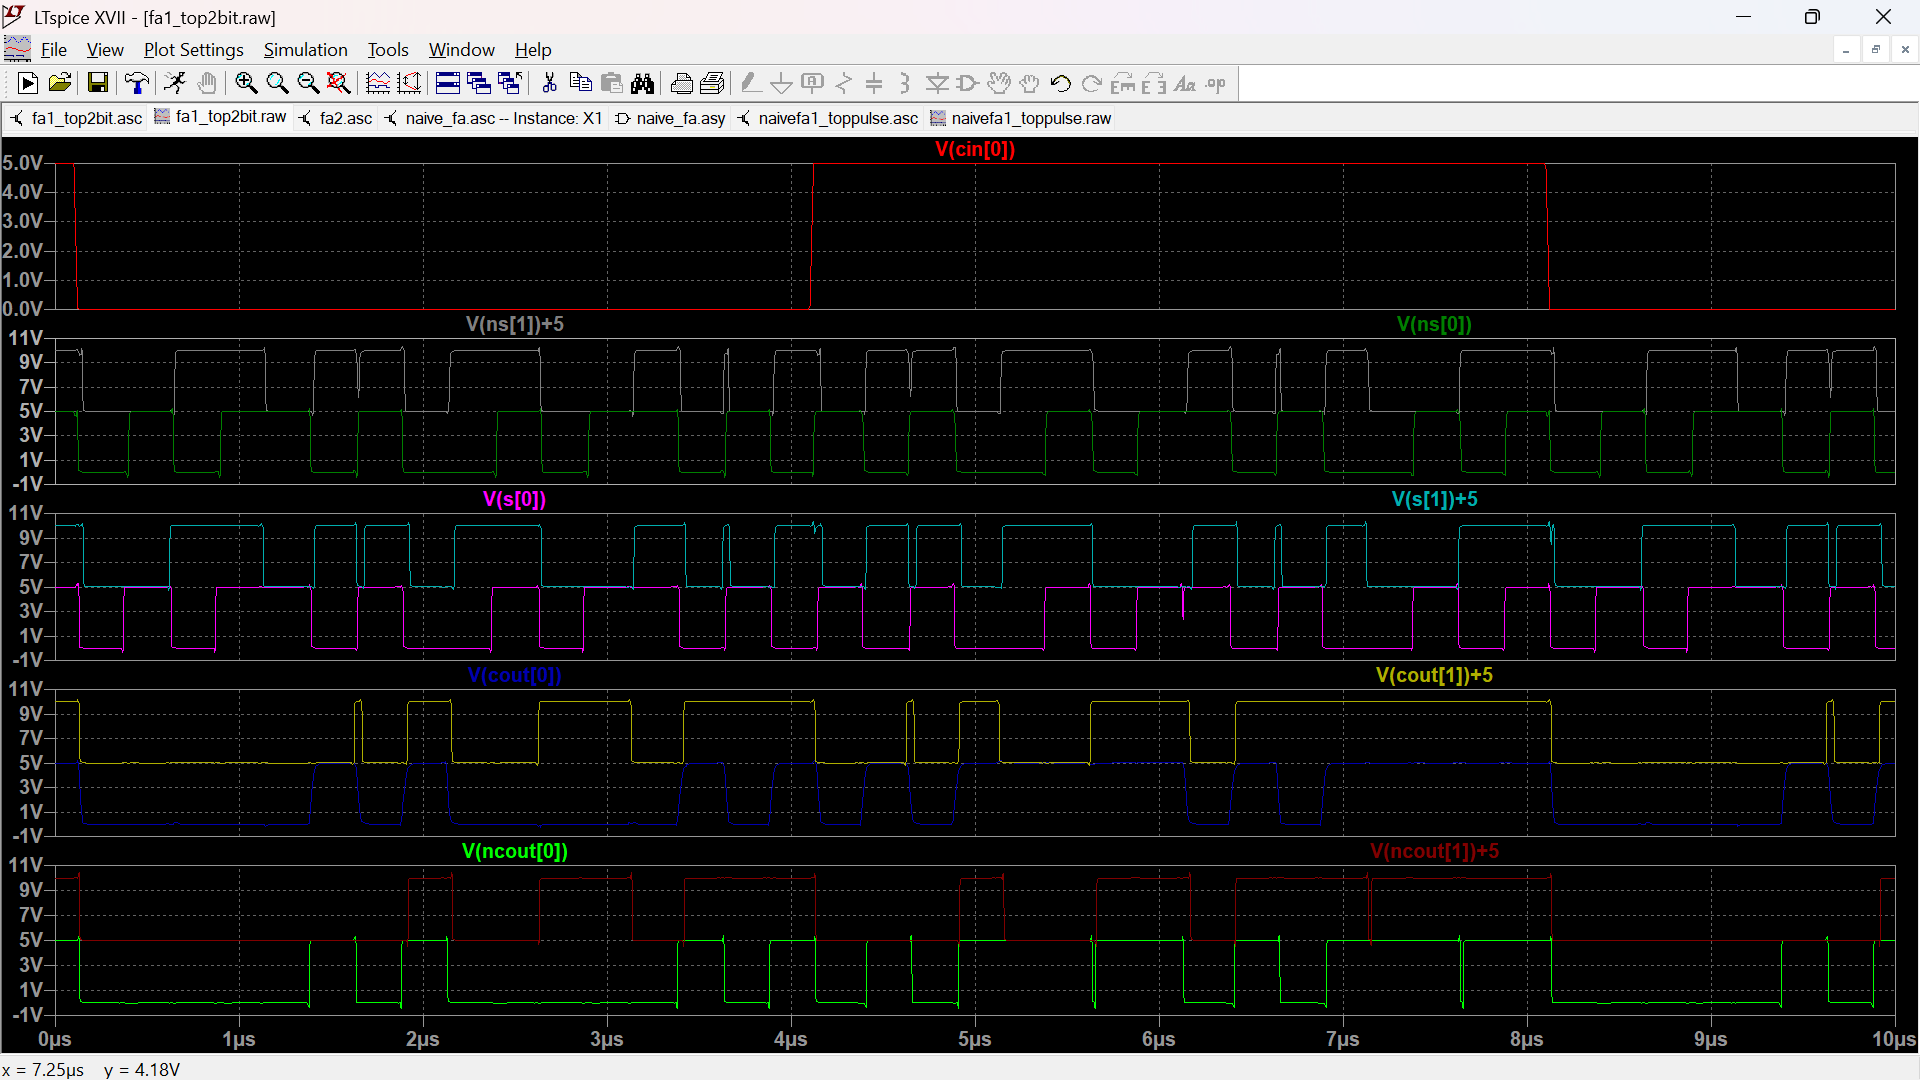 LTspice XVII - [fa1_top2bit.raw]
File View Plot Settings Simulation Tools Window Help
fa1_top2bit.asc fa1_top2bit.raw fa2.asc naive_fa.asc -- Instance: X1 naive_fa.asy naivefa1_toppulse.asc naivefa1_toppulse.raw
V(cin[0])
5.0V
4.0V
3.0V
2.0V
1.0V
0.0V
V(ns[1])+5 V(ns[0])
11V
9V
7V
5V
3V
1V
-1V
V(s[0]) V(s[1])+5
11V
9V
7V
5V
3V
1V
-1V
V(cout[0]) V(cout[1])+5
11V
9V
7V
5V
3V
1V
-1V
V(ncout[0]) V(ncout[1])+5
11V
9V
7V
5V
3V
1V
-1V
0µs 1µs 2µs 3µs 4µs 5µs 6µs 7µs 8µs 9µs 10µs
x = 7.25µs y = 4.18V